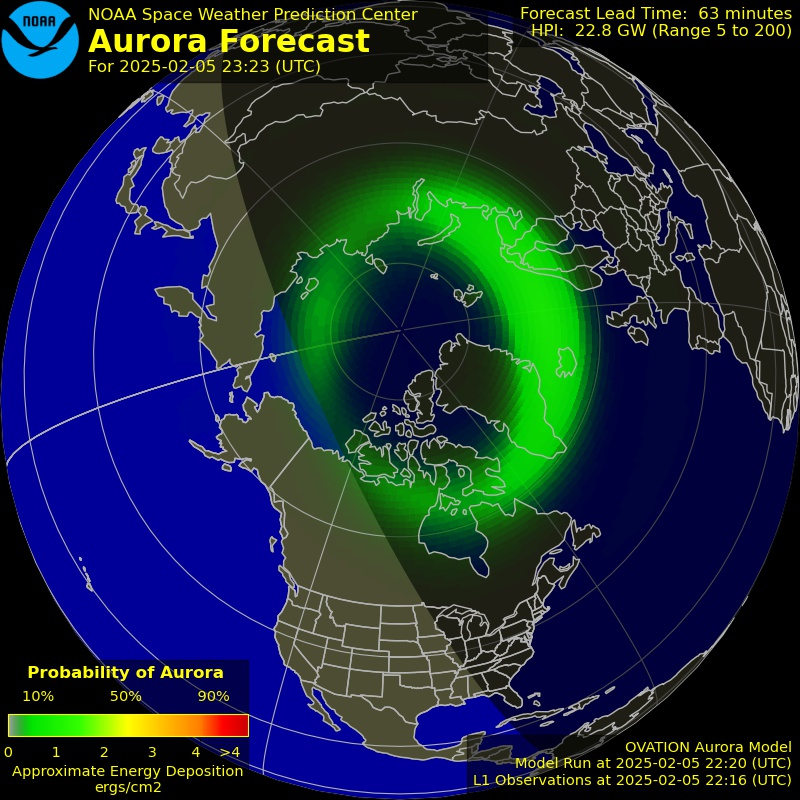 NOAA
NOAA Space Weather Prediction Center
Aurora Forecast
For 2025-02-05 23:23 (UTC)
Forecast Lead Time: 63 minutes
HPI: 22.8 GW (Range 5 to 200)
Probability of Aurora
10% 50% 90%
0 1 2 3 4 >4
Approximate Energy Deposition
ergs/cm2
OVATION Aurora Model
Model Run at 2025-02-05 22:20 (UTC)
L1 Observations at 2025-02-05 22:16 (UTC)